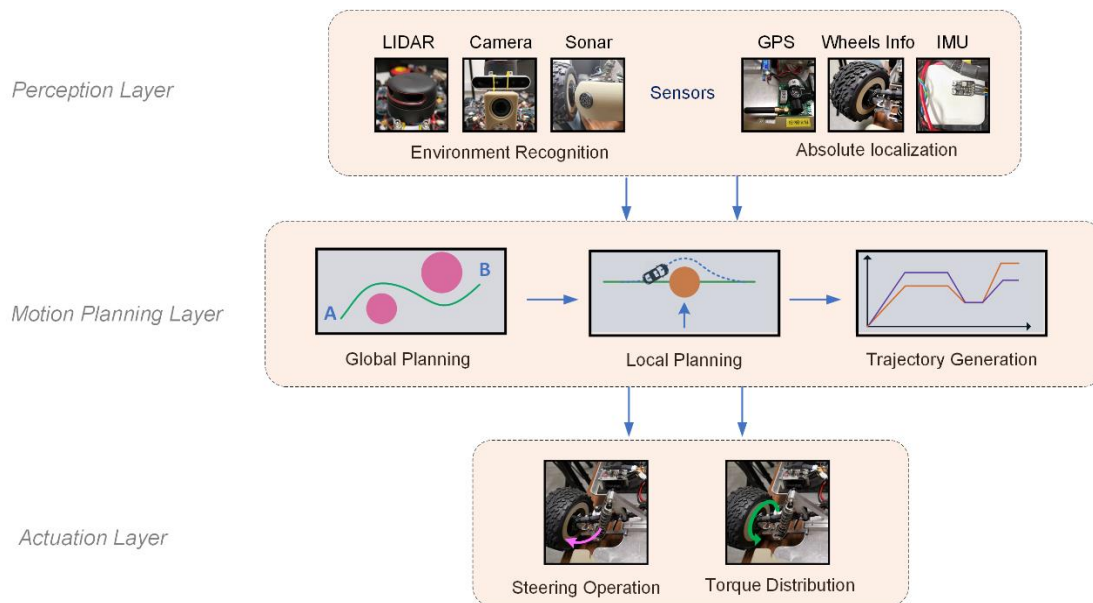 LIDAR
Camera
Sonar
GPS
Wheels Info
IMU
Perception Layer
Sensors
Environment Recognition
Absolute localization
A
B
Motion Planning Layer
Global Planning
Local Planning
Trajectory Generation
Actuation Layer
Steering Operation
Torque Distribution